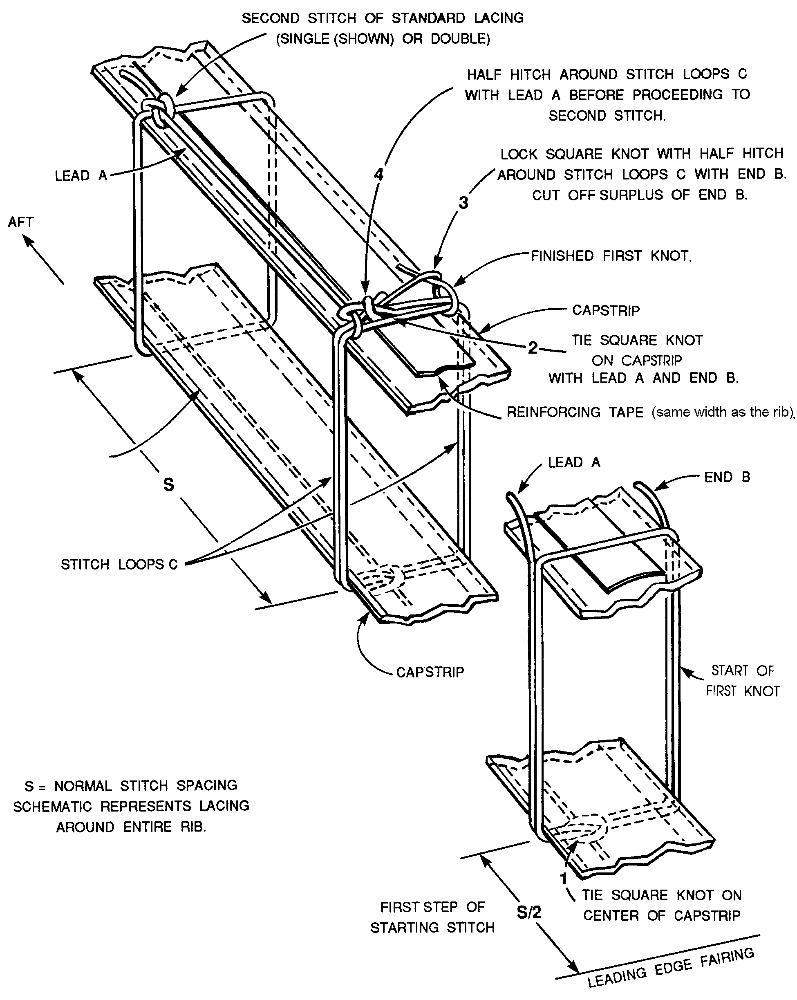 SECOND STITCH OF STANDARD LACING
(SINGLE (SHOWN) OR DOUBLE)
HALF HITCH AROUND STITCH LOOPS C
WITH LEAD A BEFORE PROCEEDING TO
SECOND STITCH.
4
LOCK SQUARE KNOT WITH HALF HITCH
AROUND STITCH LOOPS C WITH END B.
CUT OFF SURPLUS OF END B.
3
LEAD A
AFT
FINISHED FIRST KNOT.
CAPSTRIP
2
TIE SQUARE KNOT
ON CAPSTRIP
WITH LEAD A AND END B.
REINFORCING TAPE (same width as the rib).
S
LEAD A
END B
STITCH LOOPS C
CAPSTRIP
START OF
FIRST KNOT
S = NORMAL STITCH SPACING
SCHEMATIC REPRESENTS LACING
AROUND ENTIRE RIB.
1
TIE SQUARE KNOT ON
CENTER OF CAPSTRIP
FIRST STEP OF
STARTING STITCH
S/2
LEADING EDGE FAIRING